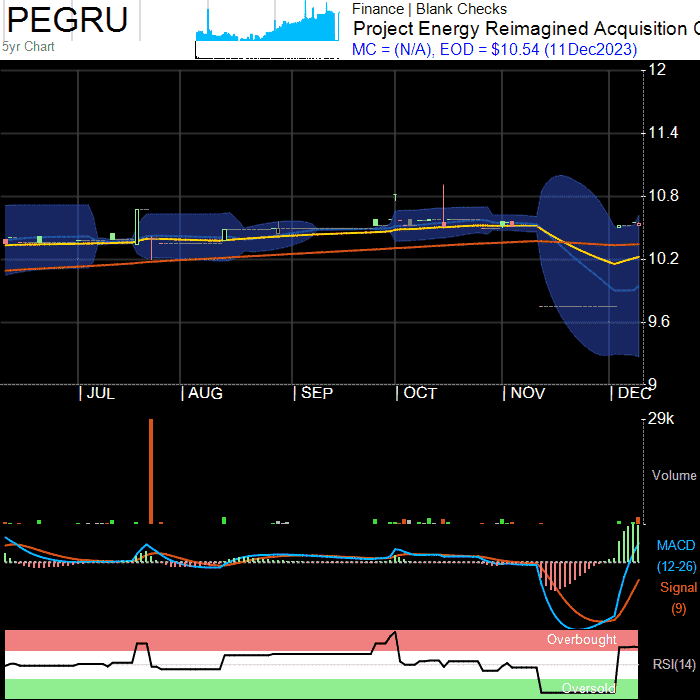 PEGRU
5yr Chart
Finance | Blank Checks
Project Energy Reimagined Acquisition C
MC = (N/A), EOD = $10.54 (11Dec2023)
12
11.4
10.8
10.2
9.6
9
| JUL | AUG | SEP | OCT | NOV | DEC
29k
Volume
MACD
(12-26)
Signal
(9)
Overbought
RSI(14)
Oversold